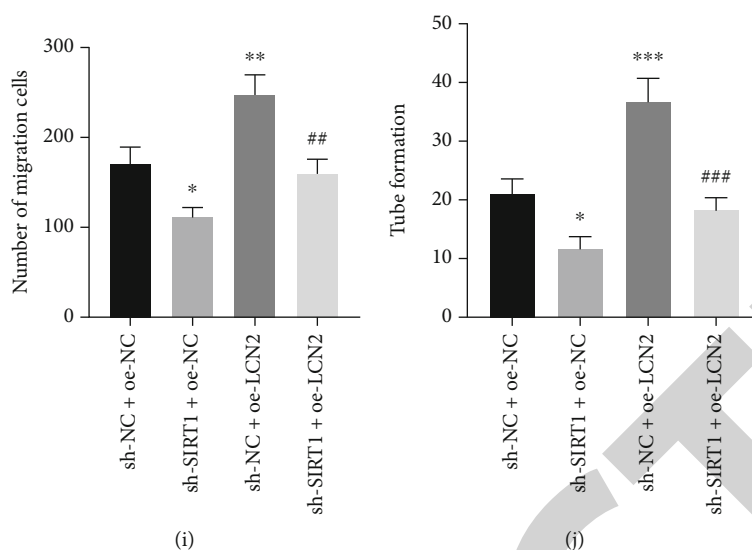 Number of migration cells
300
200
100
0
*
**
##
sh-NC + oe-NC
sh-SIRT1 + oe-NC
sh-NC + oe-LCN2
sh-SIRT1 + oe-LCN2
(i)
Tube formation
50
40
30
20
10
0
*
***
###
sh-NC + oe-NC
sh-SIRT1 + oe-NC
sh-NC + oe-LCN2
sh-SIRT1 + oe-LCN2
(j)